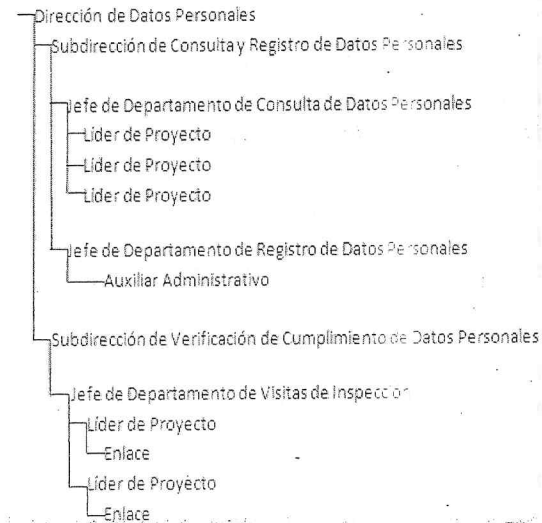 Dirección de Datos Personales
Subdirección de Consulta y Registro de Datos Personales
Jefe de Departamento de Consulta de Datos Personales
Líder de Proyecto
Líder de Proyecto
Líder de Proyecto
Jefe de Departamento de Registro de Datos Personales
Auxiliar Administrativo
Subdirección de Verificación de Cumplimiento de Datos Personales
Jefe de Departamento de Visitas de Inspección
Líder de Proyecto
Enlace
Líder de Proyecto
Enlace